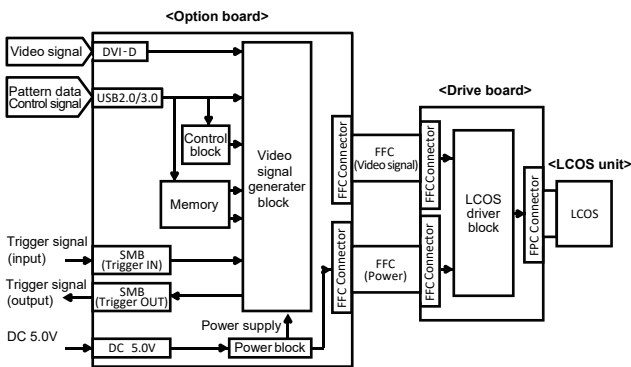 <Option board>
Video signal
DVI-D
Pattern data
Control signal
USB2.0/3.0
Control
block
Memory
Video
signal
generater
block
Trigger signal
(input)
SMB
(Trigger IN)
Trigger signal
(output)
SMB
(Trigger OUT)
DC 5.0V
DC 5.0V
Power supply
Power block
FFC Connector
FFC
(Video signal)
FFC Connector
FFC
(Power)
<Drive board>
FFC Connector
FFC Connector
LCOS
driver
block
FPC Connector
<LCOS unit>
LCOS